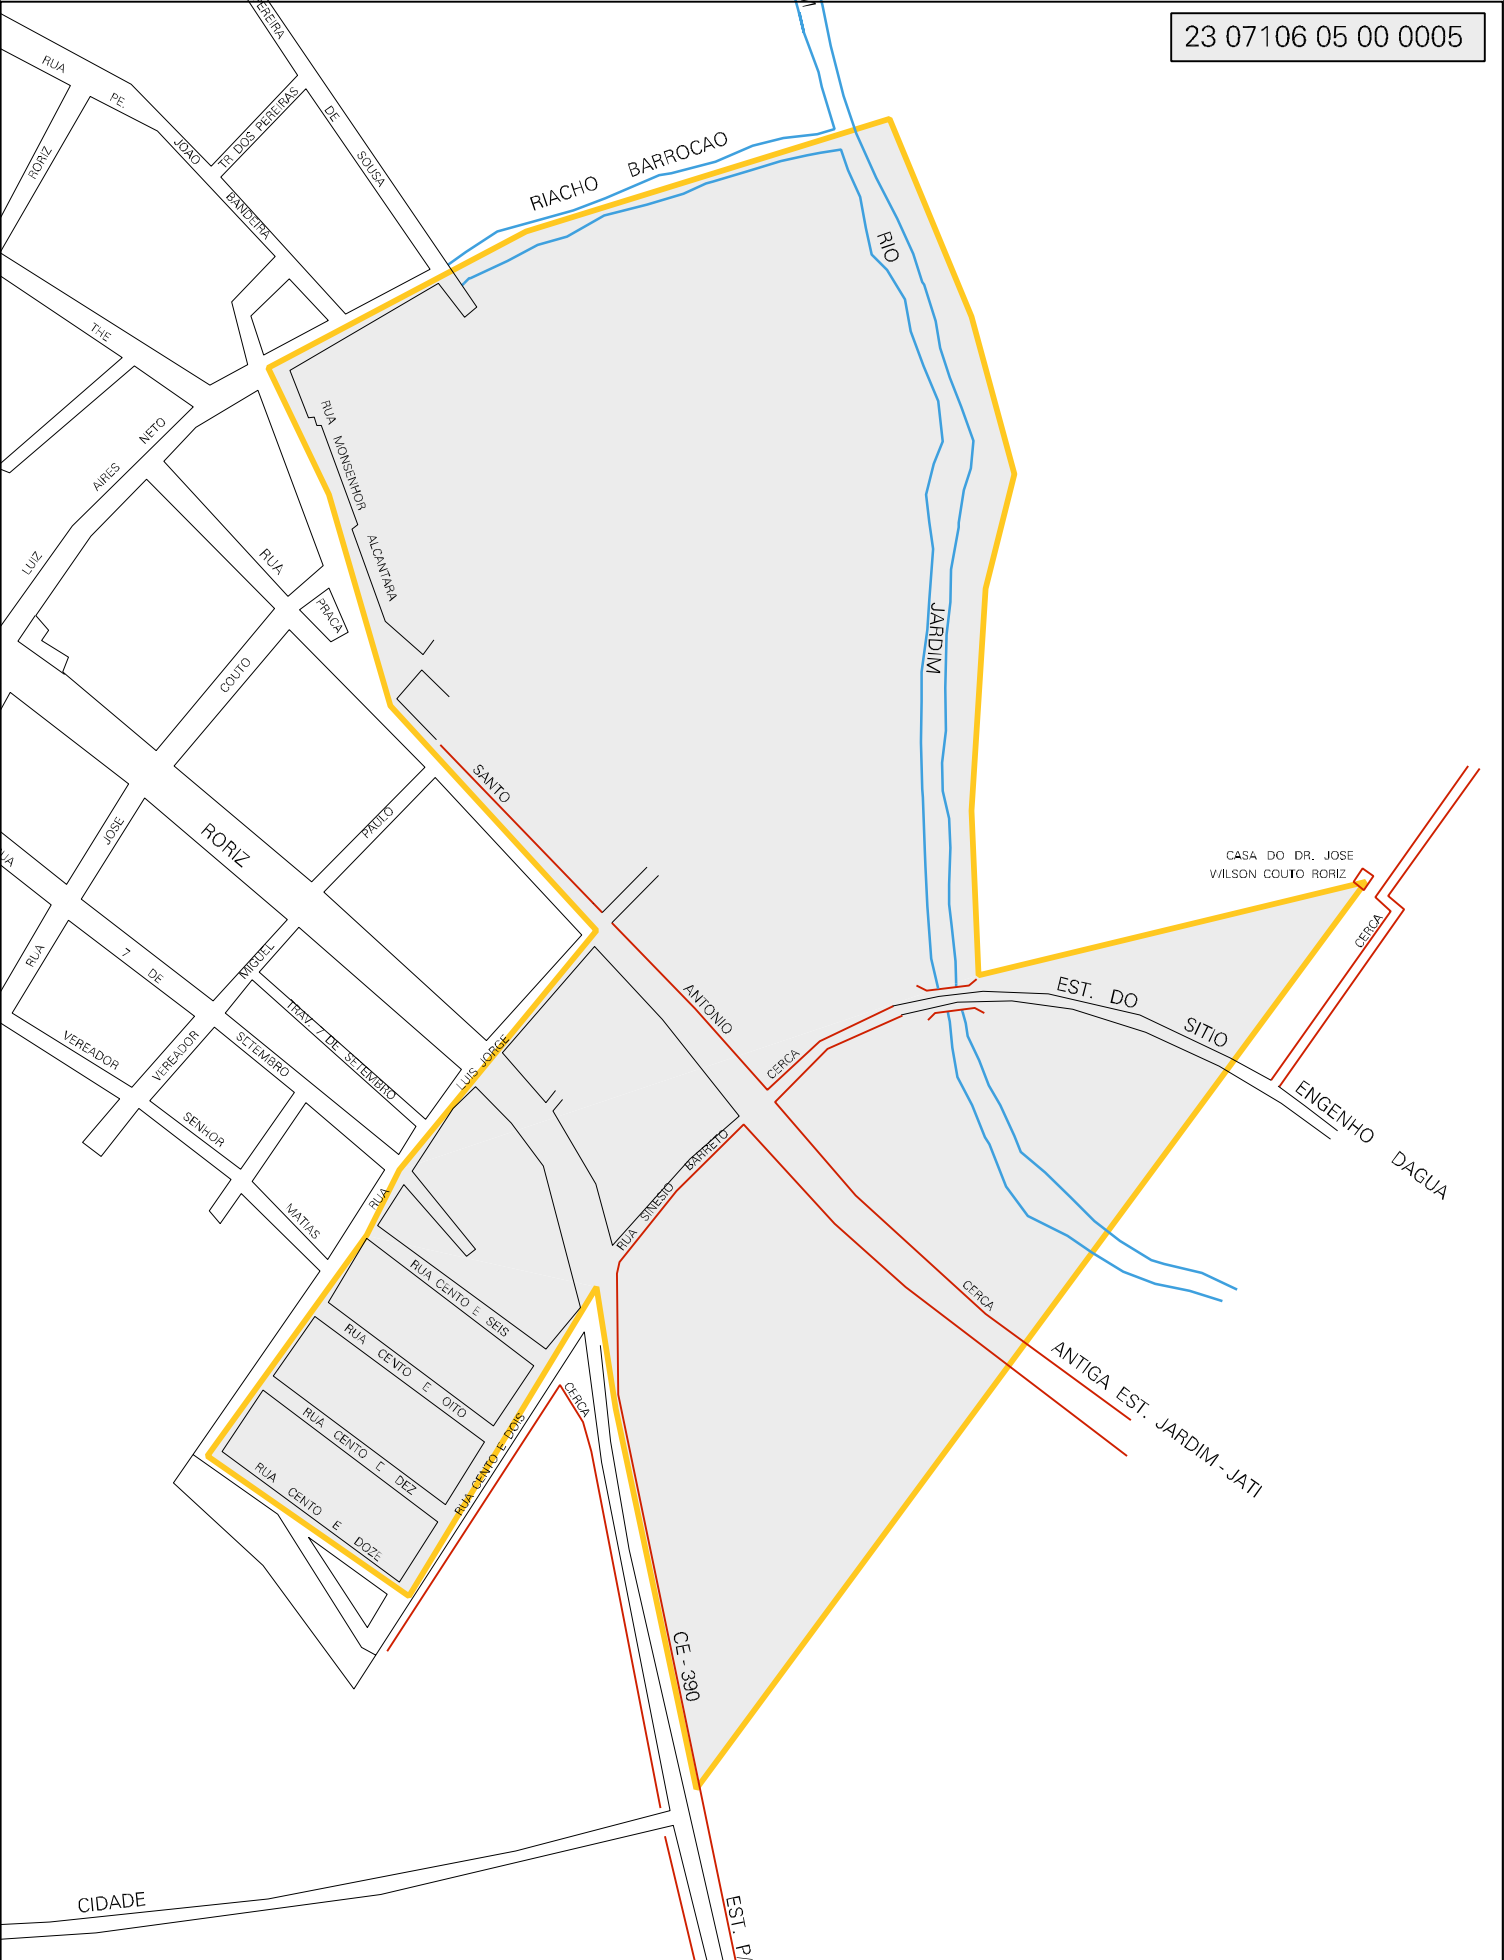 23 07106 05 00 0005
PEREIRA
DE
SOUSA
RUA
PE.
JOAO
BANDEIRA
TR DOS PEREIRAS
RORIZ
RIACHO BARROCAO
RIO
JARDIM
THE
LUIZ
AIRES
NETO
RUA
MONSENHOR
ALCANTARA
RUA
PRACA
COUTO
SANTO
ANTONIO
PAULO
RORIZ
JOSE
RUA
7 DE
SETEMBRO
MIGUEL
TRAV. 7 DE SETEMBRO
VEREADOR
VEREADOR
SENHOR
MATIAS
LUIS JORGE
RUA
CASA DO DR. JOSE
WILSON COUTO RORIZ
CERCA
EST. DO
SITIO
ENGENHO
DAGUA
CERCA
RUA SINESIO BARRETO
CERCA
ANTIGA EST. JARDIM - JATI
RUA CENTO E SEIS
RUA CENTO E OITO
RUA CENTO E DEZ
RUA CENTO E DOZE
RUA CENTO E DOIS
CERCA
CE - 390
CIDADE
EST.